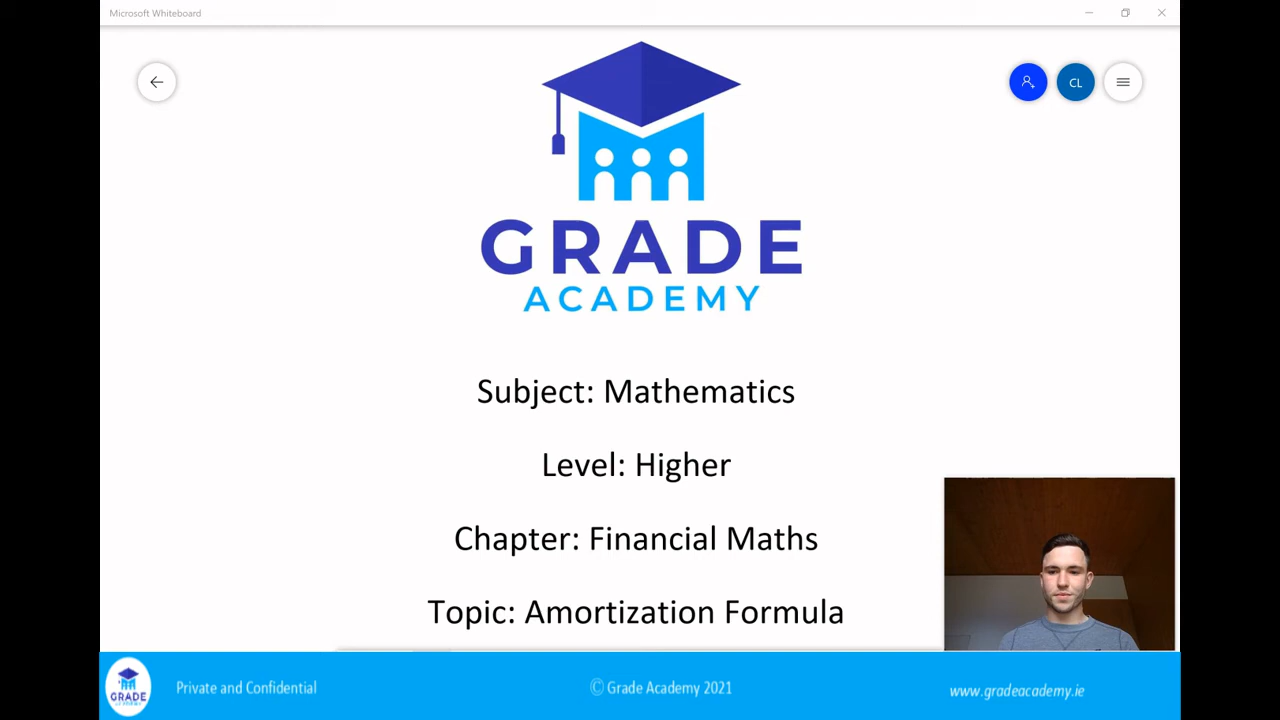 Microsoft Whiteboard
CL
GRADE
ACADEMY
Subject: Mathematics
Level: Higher
Chapter: Financial Maths
Topic: Amortization Formula
GRADE
Private and Confidential
© Grade Academy 2021
www.gradeacademy.ie